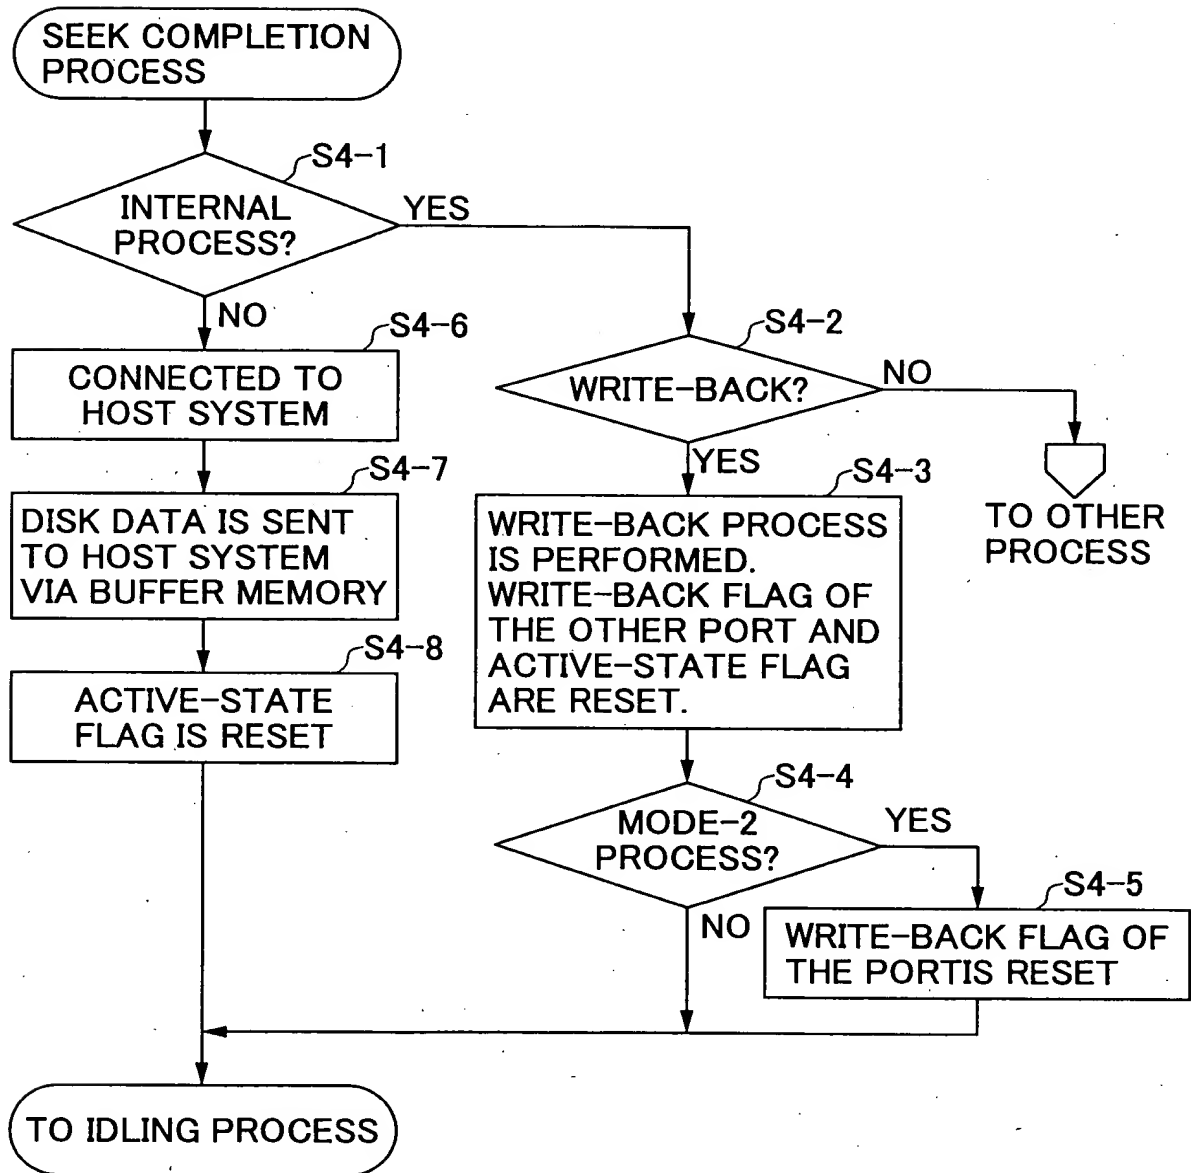 SEEK COMPLETION
PROCESS
S4-1
INTERNAL
PROCESS?
YES
NO
S4-6
CONNECTED TO
HOST SYSTEM
S4-7
DISK DATA IS SENT
TO HOST SYSTEM
VIA BUFFER MEMORY
S4-8
ACTIVE-STATE
FLAG IS RESET
S4-2
WRITE-BACK?
NO
TO OTHER
PROCESS
YES
S4-3
WRITE-BACK PROCESS
IS PERFORMED.
WRITE-BACK FLAG OF
THE OTHER PORT AND
ACTIVE-STATE FLAG
ARE RESET.
S4-4
MODE-2
PROCESS?
YES
NO
S4-5
WRITE-BACK FLAG OF
THE PORTIS RESET
TO IDLING PROCESS